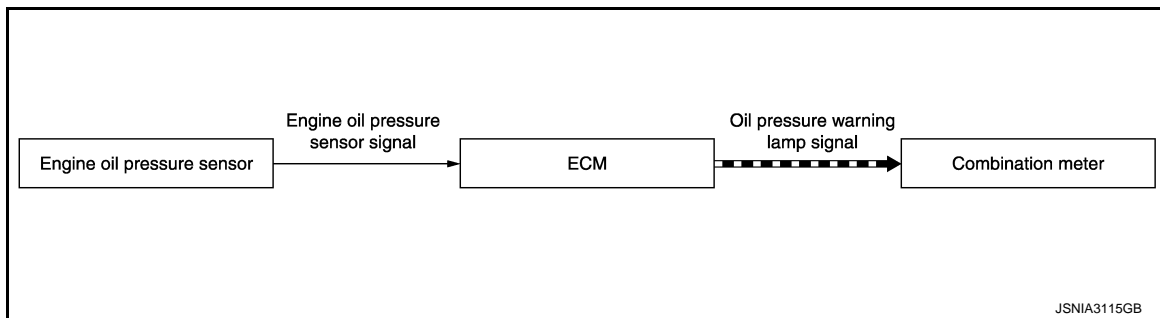 Engine oil pressure
sensor signal
Oil pressure warning
lamp signal
Engine oil pressure sensor
ECM
Combination meter
JSNIA3115GB